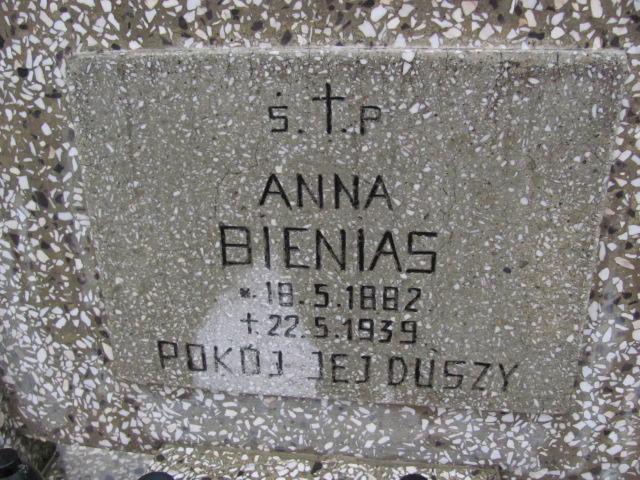 Ś.†.P
ANNA
BIENIAS
*.18.5.1882
+22.5.1939
POKÓJ JEJ DUSZY